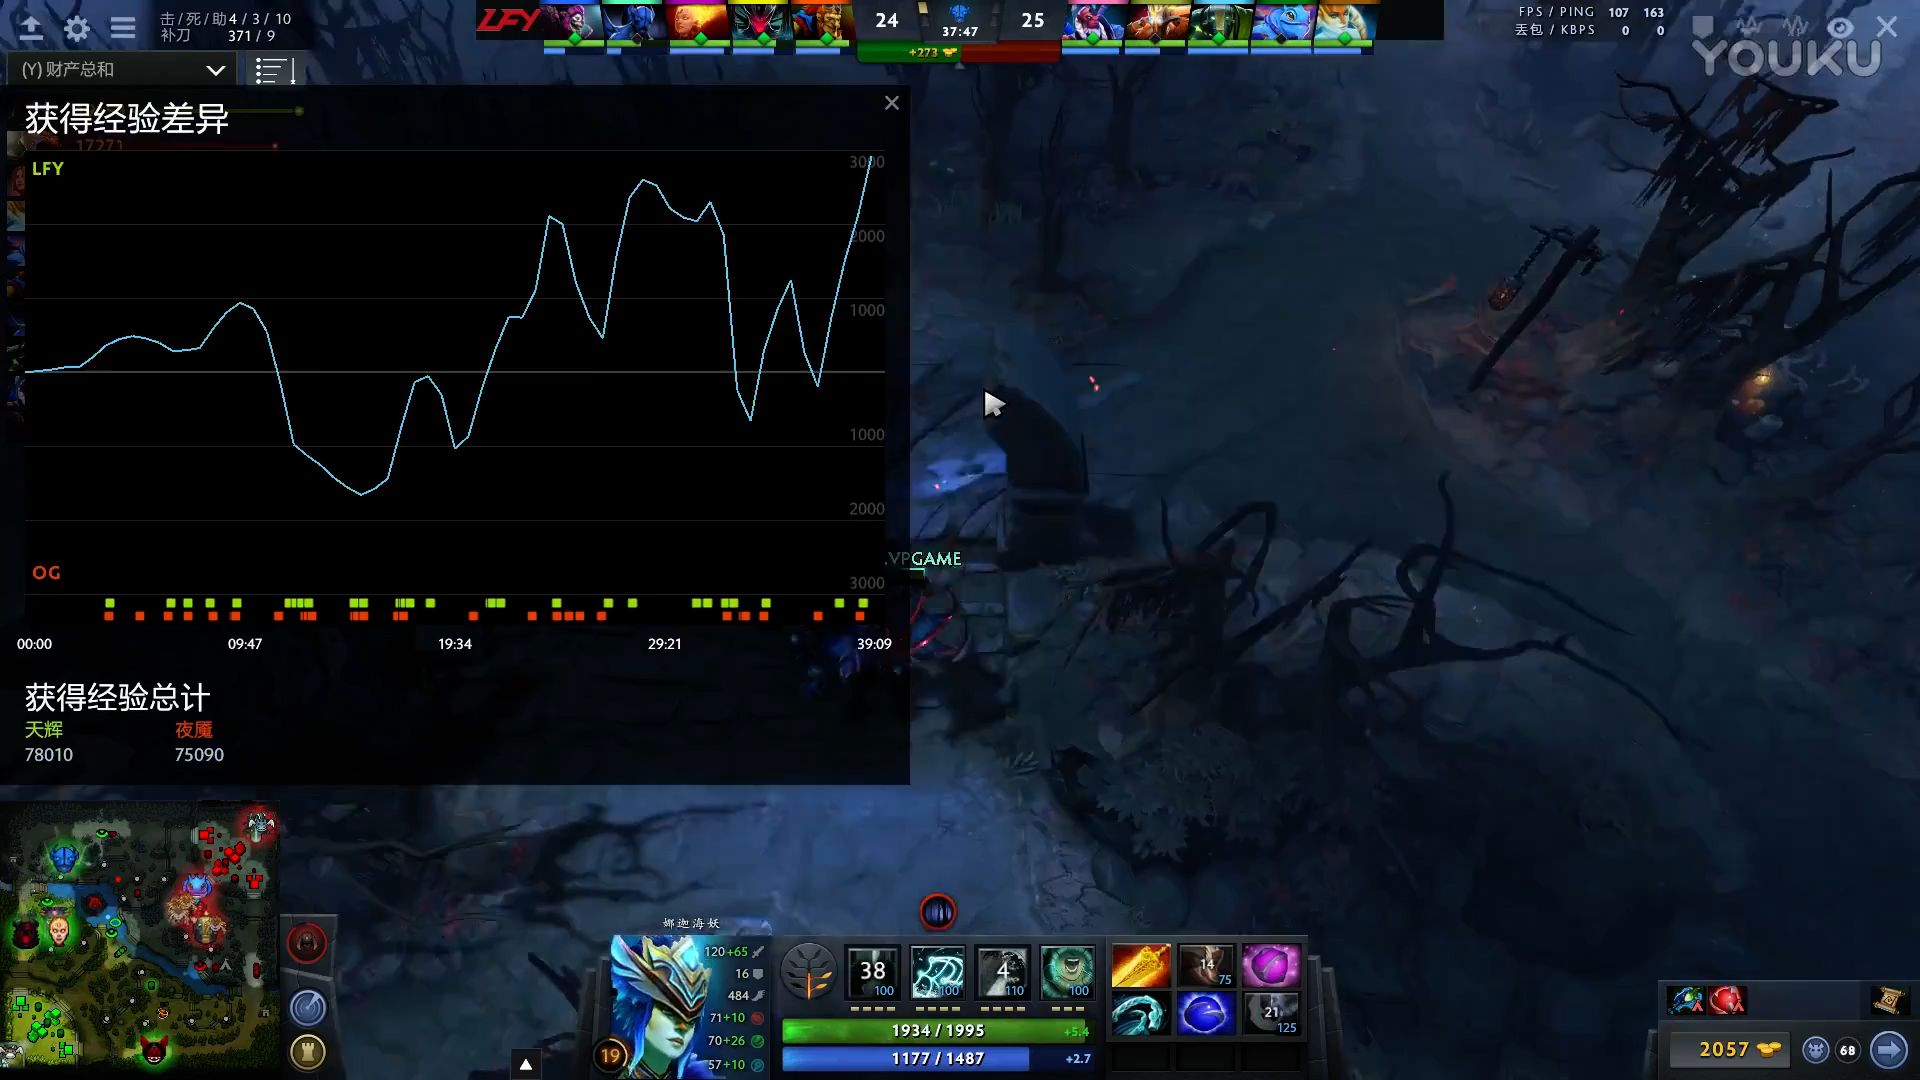 击/死/助 4 / 3 / 10
补刀 371 / 9
LFY
24
37:47
25
+273
FPS / PING 107 163
丢包 / KBPS 0 0
YOUKU
(Y) 财产总和
获得经验差异
17271
LFY
3000
2000
1000
1000
2000
3000
OG
00:00
09:47
19:34
29:21
39:09
VPGAME
获得经验总计
天辉 夜魇
78010 75090
娜迦海妖
120+65
16
484
71+10
70+26
57+10
19
38
100
100
4
110
100
14
75
21
125
1934 / 1995
+5.4
1177 / 1487
+2.7
2057
68